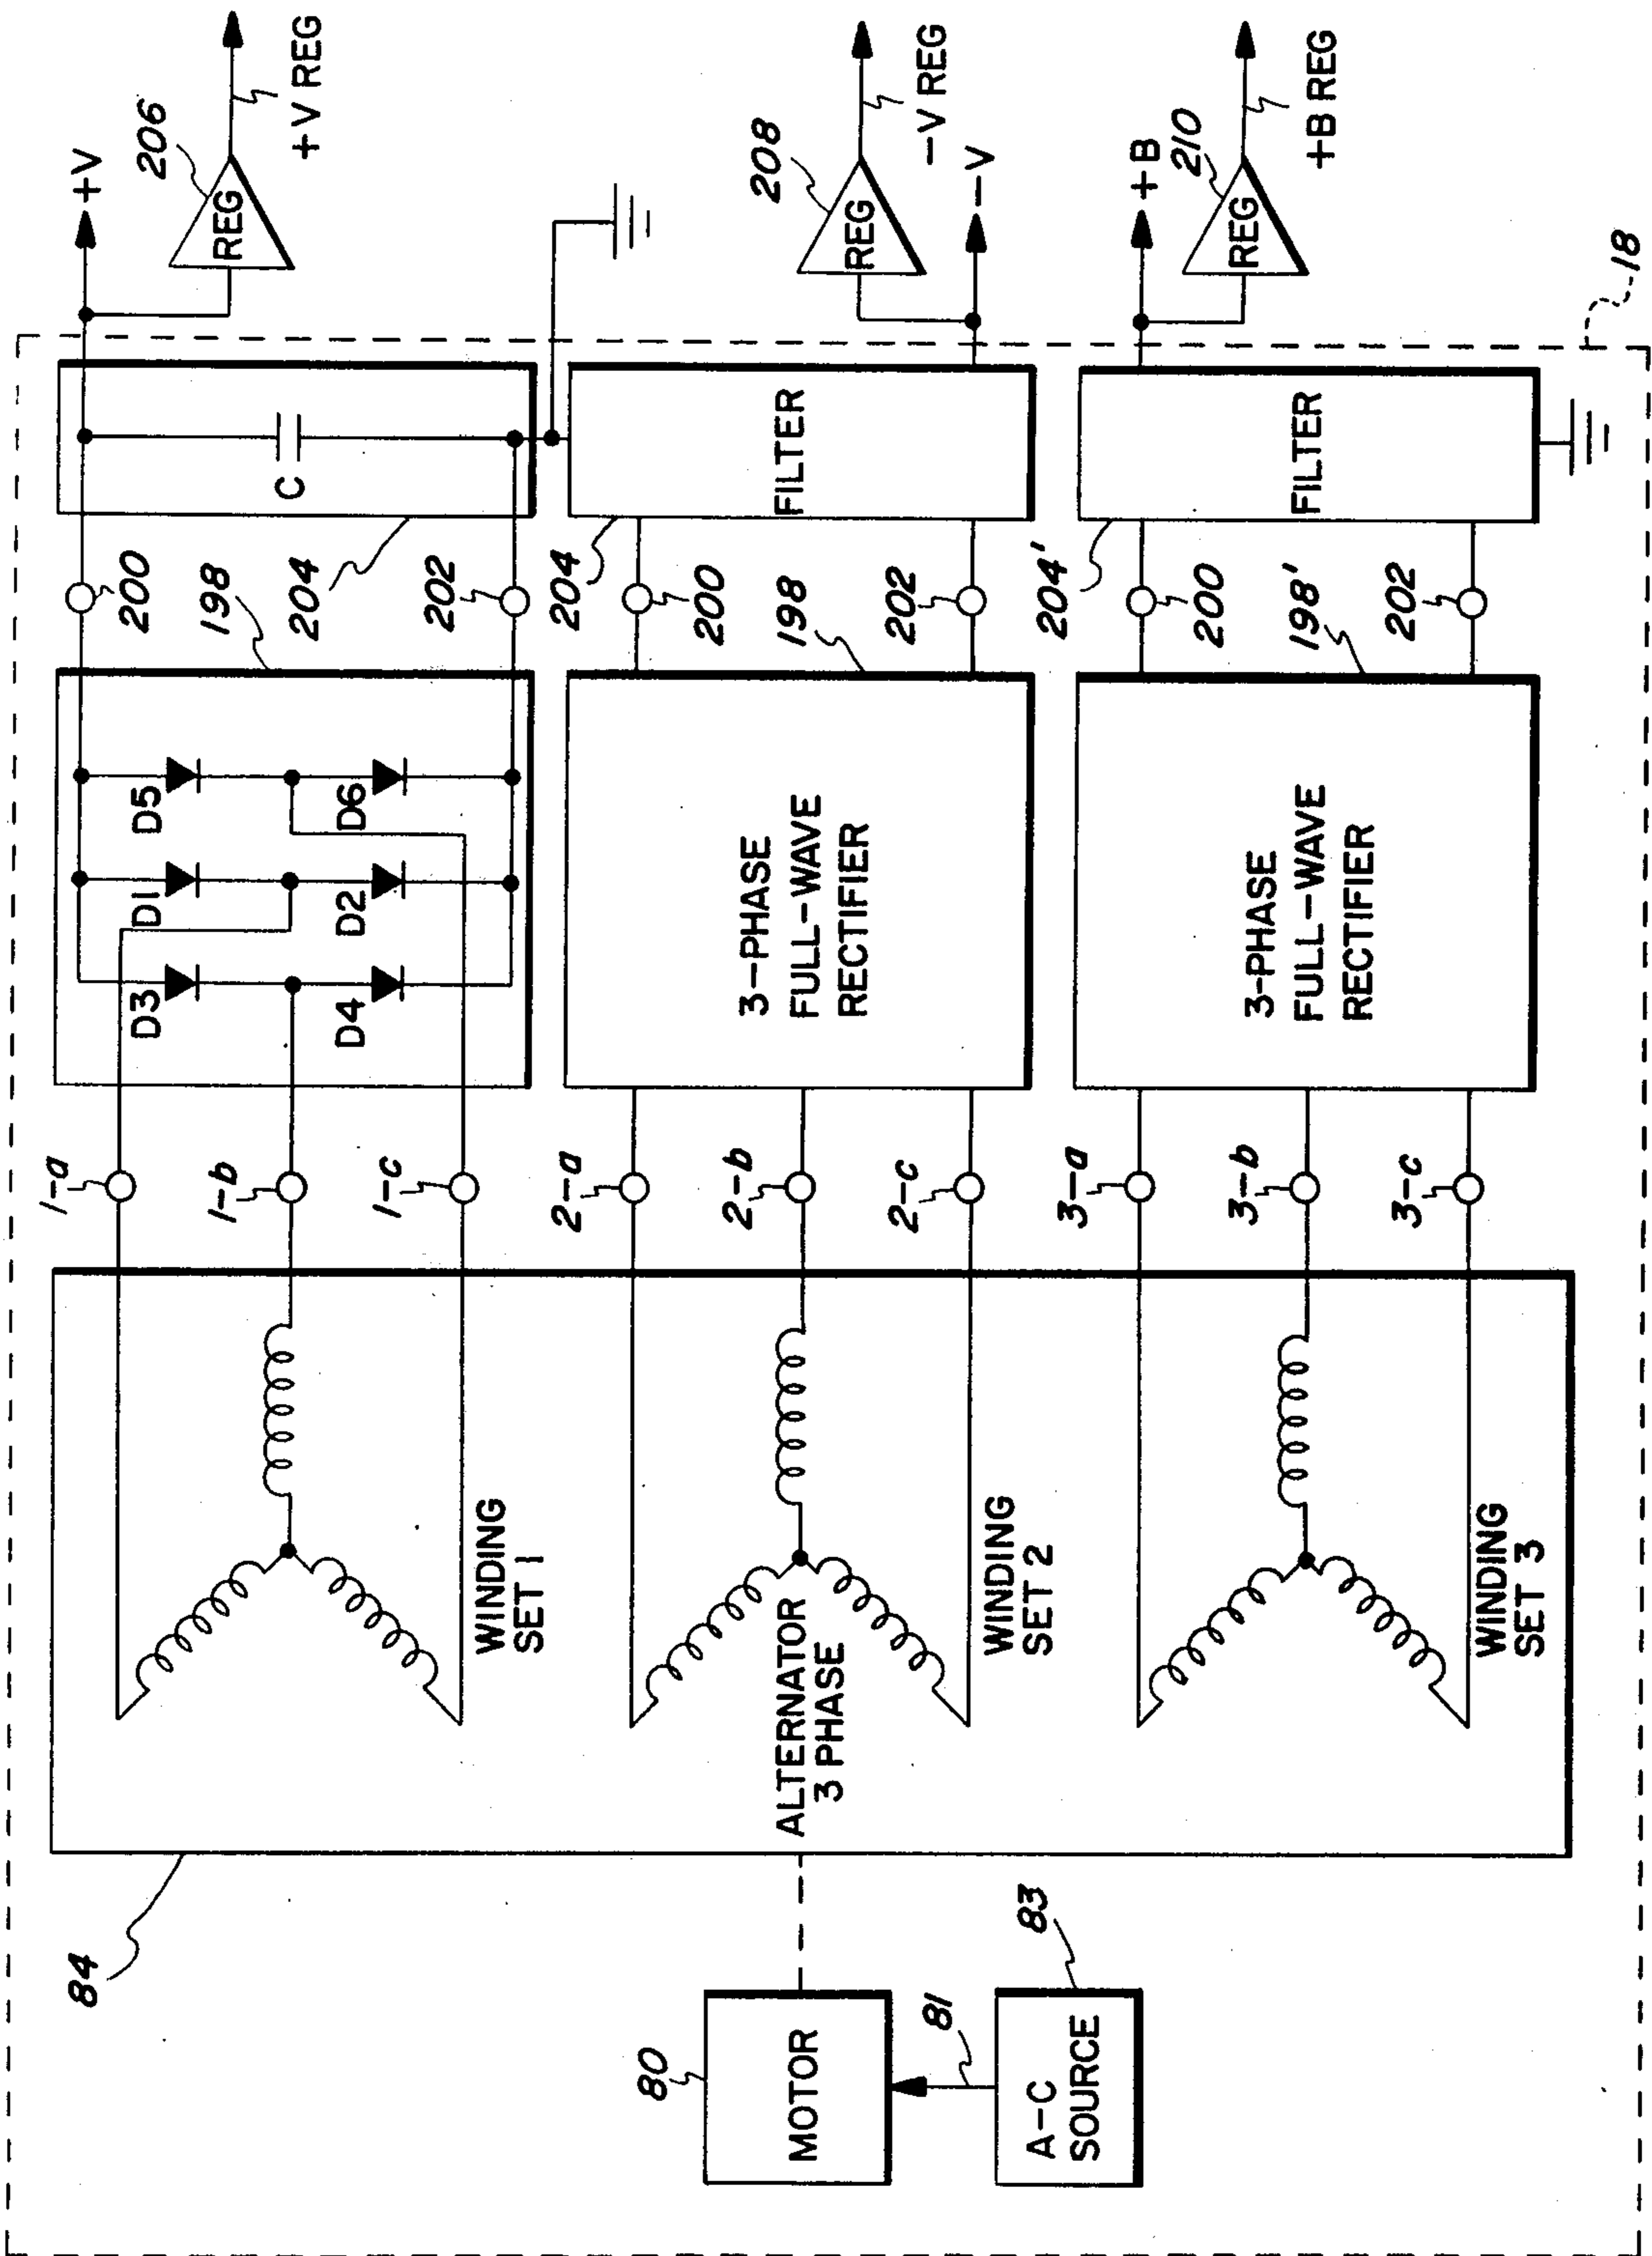 84
80
MOTOR
81
A-C
SOURCE
83
ALTERNATOR
3 PHASE
WINDING
SET 1
WINDING
SET 2
WINDING
SET 3
1-a
1-b
1-c
2-a
2-b
2-c
3-a
3-b
3-c
D3
D1
D5
D4
D2
D6
3-PHASE
FULL-WAVE
RECTIFIER
3-PHASE
FULL-WAVE
RECTIFIER
200
198
204
202
204
200
198
202
204'
200
198'
202
C
FILTER
FILTER
+V
206
REG
+V REG
208
REG
-V REG
-V
+B
210
REG
+B REG
18